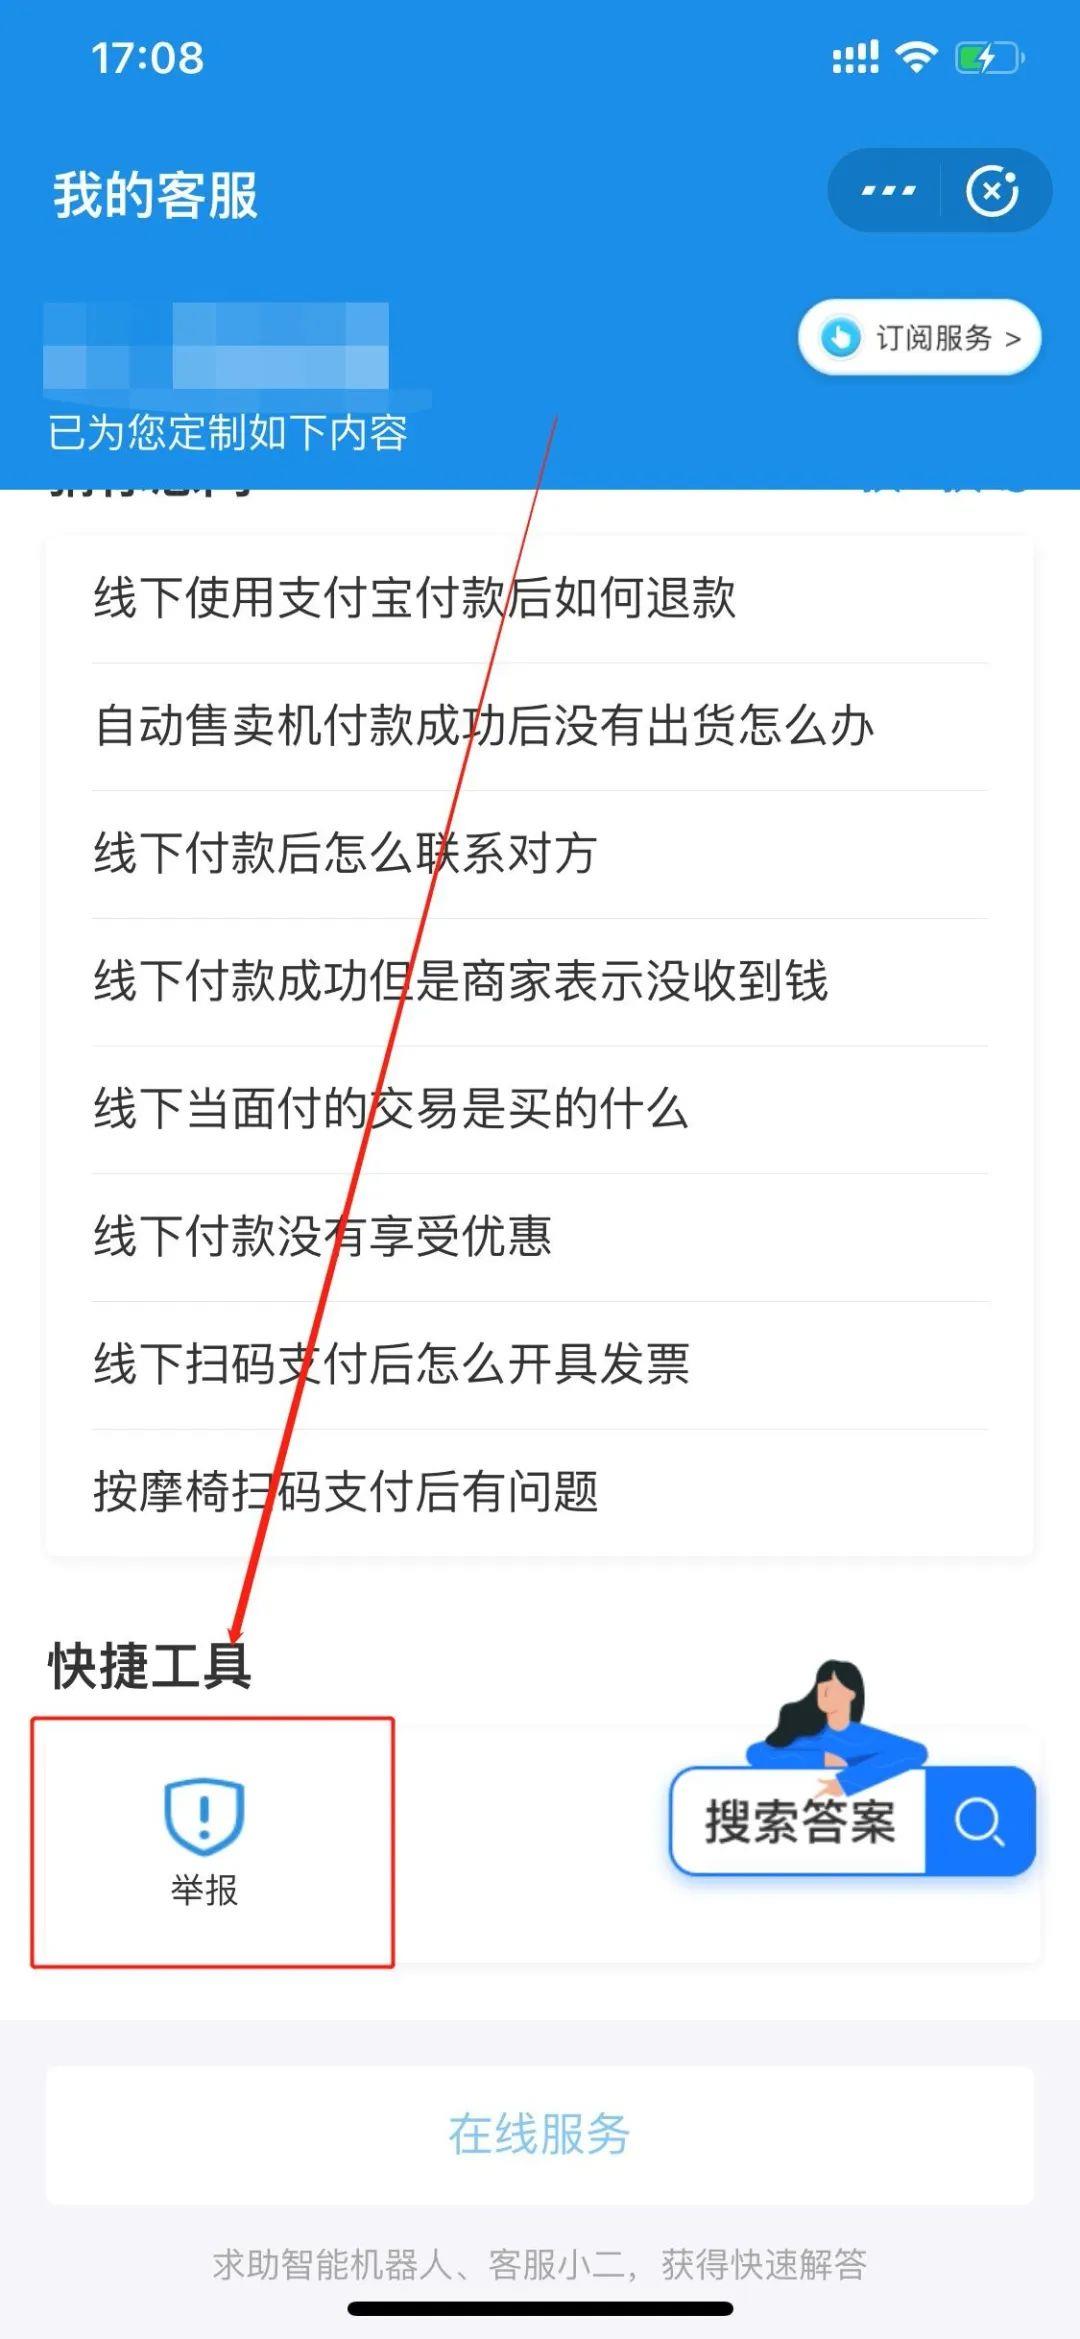 17:08
我的客服
订阅服务 >
已为您定制如下内容
线下使用支付宝付款后如何退款
自动售卖机付款成功后没有出货怎么办
线下付款后怎么联系对方
线下付款成功但是商家表示没收到钱
线下当面付的交易是买的什么
线下付款没有享受优惠
线下扫码支付后怎么开具发票
按摩椅扫码支付后有问题
快捷工具
举报
搜索答案
在线服务
求助智能机器人、客服小二，获得快速解答